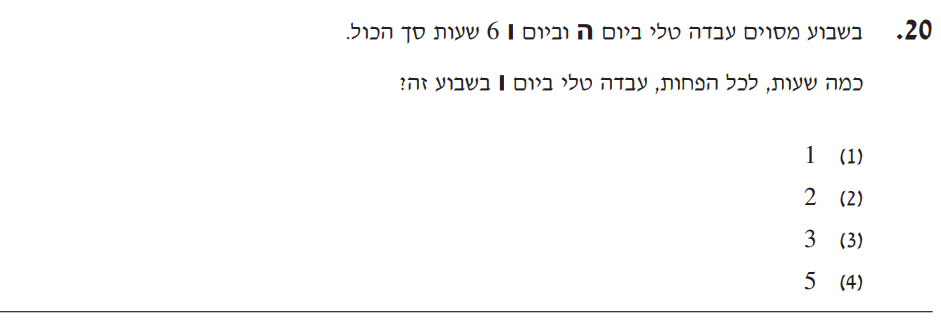 20. בשבוע מסוים עבדה טלי ביום ה וביום ו 6 שעות סך הכול.
כמה שעות, לכל הפחות, עבדה טלי ביום ו בשבוע זה?
(1) 1
(2) 2
(3) 3
(4) 5